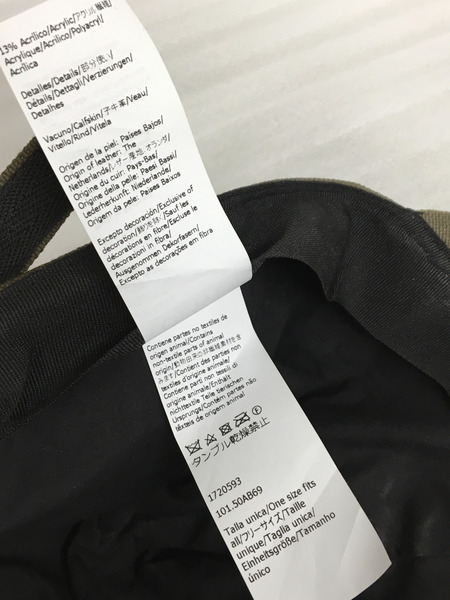 13% Acrílico/Acrylic/アクリル繊維/
Acrylique/Acrilico/Polyacryl/
Acrílica
Detalles/Details/部分使い/
Détails/Dettagli/Verzierungen/
Detalhes
Vacuno/Calfskin/子牛革/Veau/
Vitello/Rind/Vitela
Origen de la piel: Países Bajos/
Origin of leather: The
Netherlands/レザー産地: オランダ/
Origine du cuir: Pays-Bas/
Origine della pelle: Paesi Bassi/
Lederherkunft: Niederlande/
Origem da pele: Países Baixos
Excepto decoración/Exclusive of
decoration/飾りを除く/Sauf les
décorations en fibre/Escluse le
decorazioni in fibra/
Ausgenommen Dekorfasern/
Excepto as decorações em fibra
Contiene partes no textiles de
origen animal/Contains
non-textile parts of animal
origin/動物由来の非繊維素材を含
みます/Contient des parties non
textiles d'origine animale/
Contiene parti non tessili di
origine animale/Enthält
nichttextile Teile tierischen
Ursprungs/Contém partes não
têxteis de origem animal
タンブル乾燥禁止
1720593
101.50AB69
Talla unica/One size fits
all/フリーサイズ/Taille
unique/Taglia unica/
Einheitsgröße/Tamanho
único